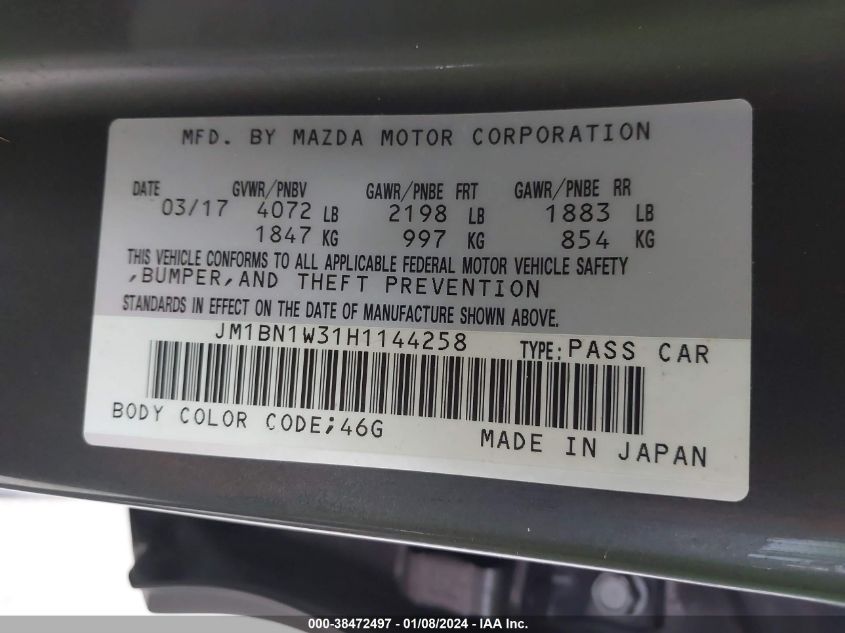 MFD. BY MAZDA MOTOR CORPORATION
DATE GVWR/PNBV GAWR/PNBE FRT GAWR/PNBE RR
03/17 4072 LB 2198 LB 1883 LB
1847 KG 997 KG 854 KG
THIS VEHICLE CONFORMS TO ALL APPLICABLE FEDERAL MOTOR VEHICLE SAFETY
,BUMPER,AND THEFT PREVENTION
STANDARDS IN EFFECT ON THE DATE OF MANUFACTURE SHOWN ABOVE.
JM1BN1W31H1144258 TYPE: PASS CAR
BODY COLOR CODE;46G
MADE IN JAPAN
000-38472497 - 01/08/2024 - IAA Inc.